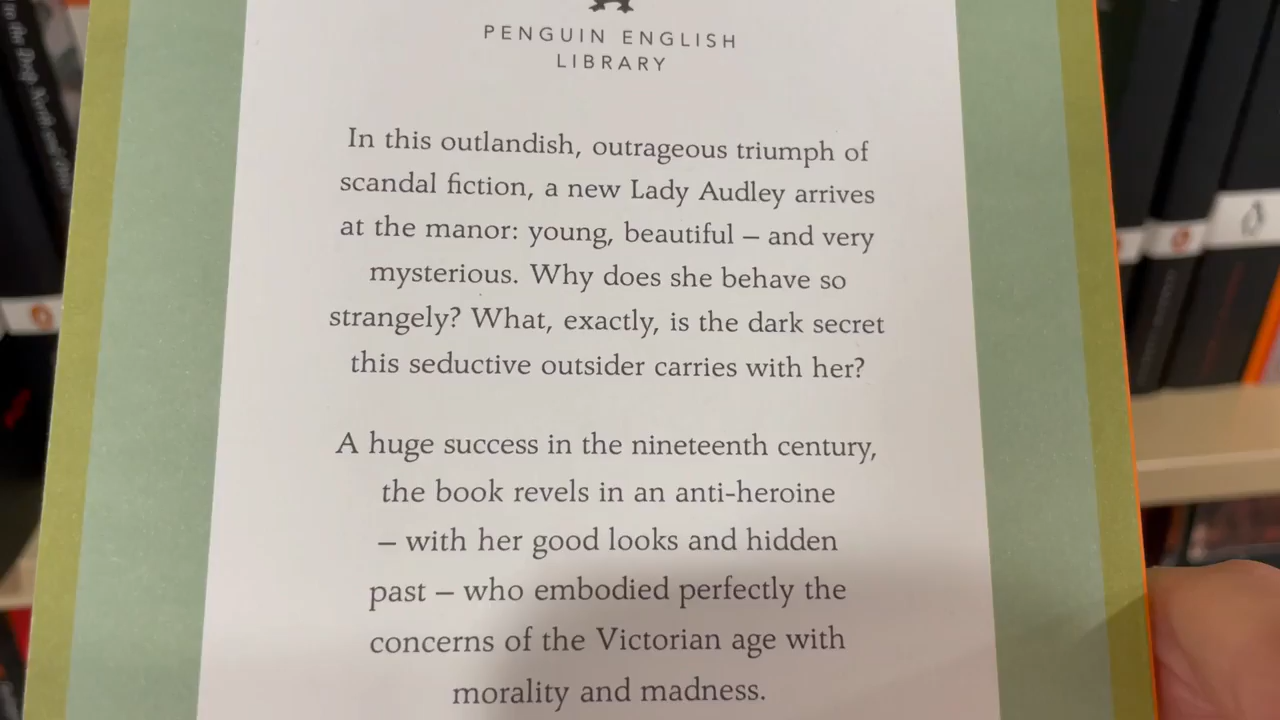 PENGUIN ENGLISH
LIBRARY
In this outlandish, outrageous triumph of
scandal fiction, a new Lady Audley arrives
at the manor: young, beautiful – and very
mysterious. Why does she behave so
strangely? What, exactly, is the dark secret
this seductive outsider carries with her?
A huge success in the nineteenth century,
the book revels in an anti-heroine
– with her good looks and hidden
past – who embodied perfectly the
concerns of the Victorian age with
morality and madness.